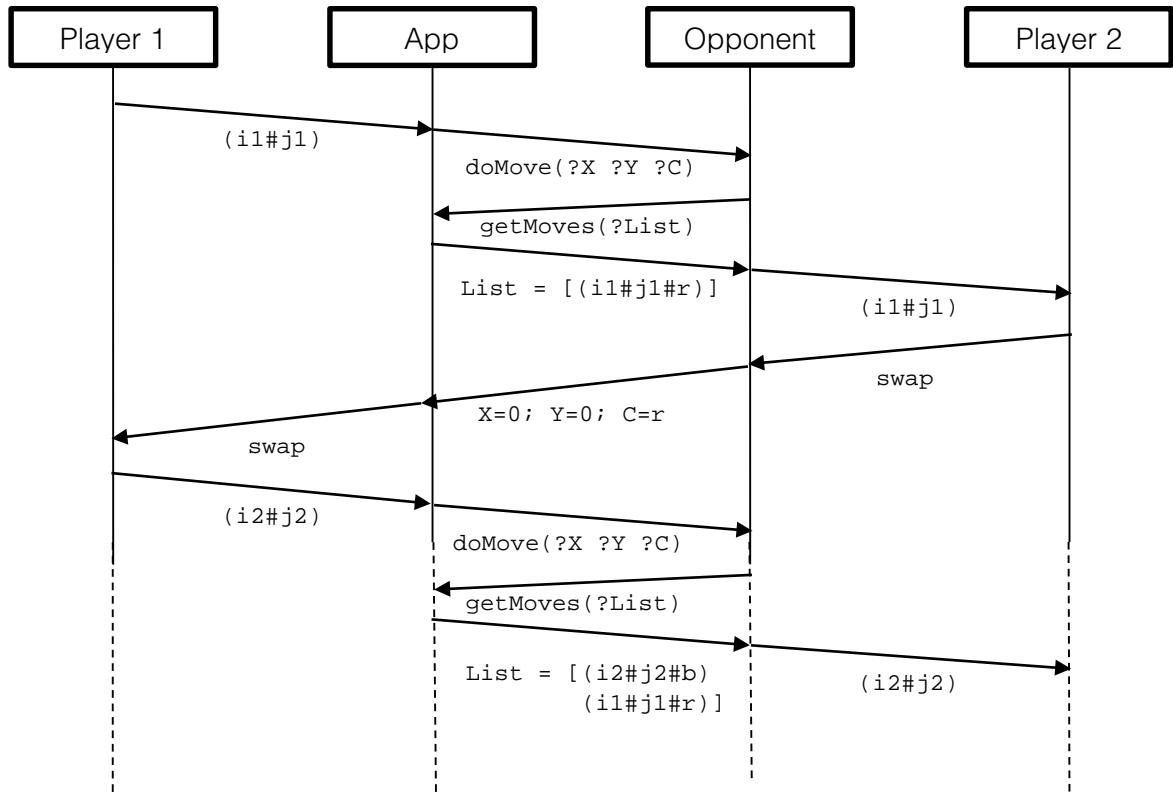 Player 1
App
Opponent
Player 2
(i1#j1)
doMove(?X ?Y ?C)
getMoves(?List)
List = [(i1#j1#r)]
(i1#j1)
swap
X=0; Y=0; C=r
swap
(i2#j2)
doMove(?X ?Y ?C)
getMoves(?List)
List = [(i2#j2#b)
(i1#j1#r)]
(i2#j2)